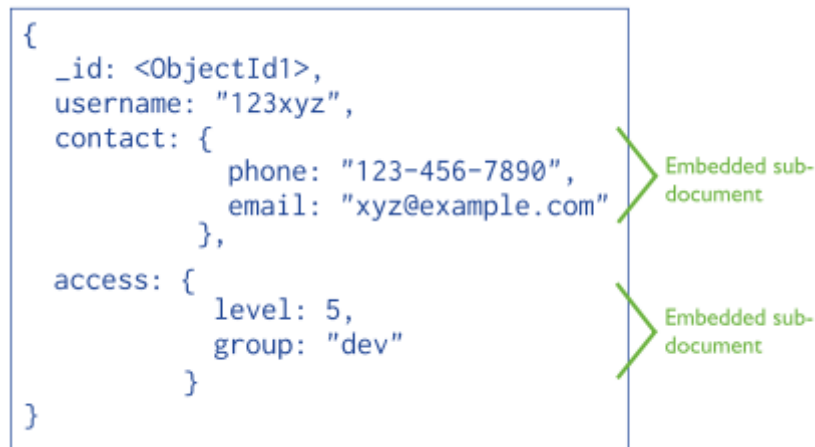 {
_id: <ObjectId1>,
username: "123xyz",
contact: {
phone: "123-456-7890",
email: "xyz@example.com"
},
Embedded sub-
document
access: {
level: 5,
group: "dev"
}
Embedded sub-
document
}